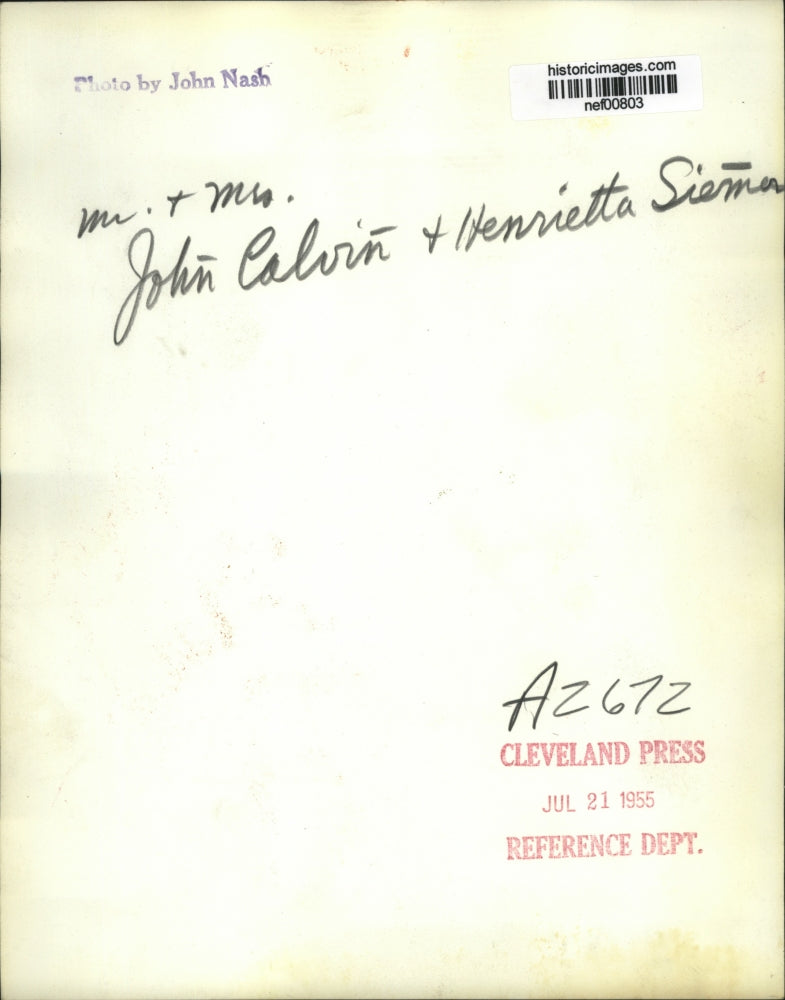 Photo by John Nash
historicimages.com
nef00803
Mr. + Mrs.
John Calvin + Henrietta
A2672
CLEVELAND PRESS
JUL 21 1955
REFERENCE DEPT.